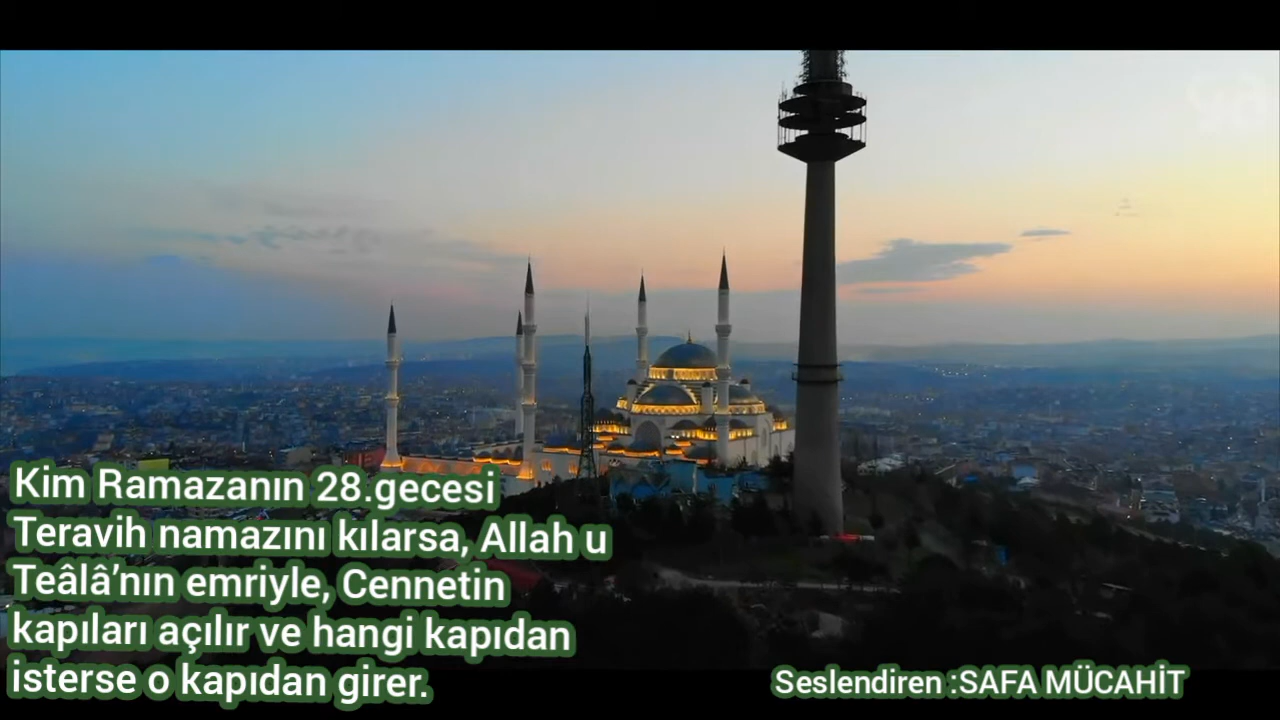 Kim Ramazanın 28.gecesi
Teravih namazını kılarsa, Allah u
Teâlâ’nın emriyle, Cennetin
kapıları açılır ve hangi kapıdan
isterse o kapıdan girer.
Seslendiren :SAFA MÜCAHİT